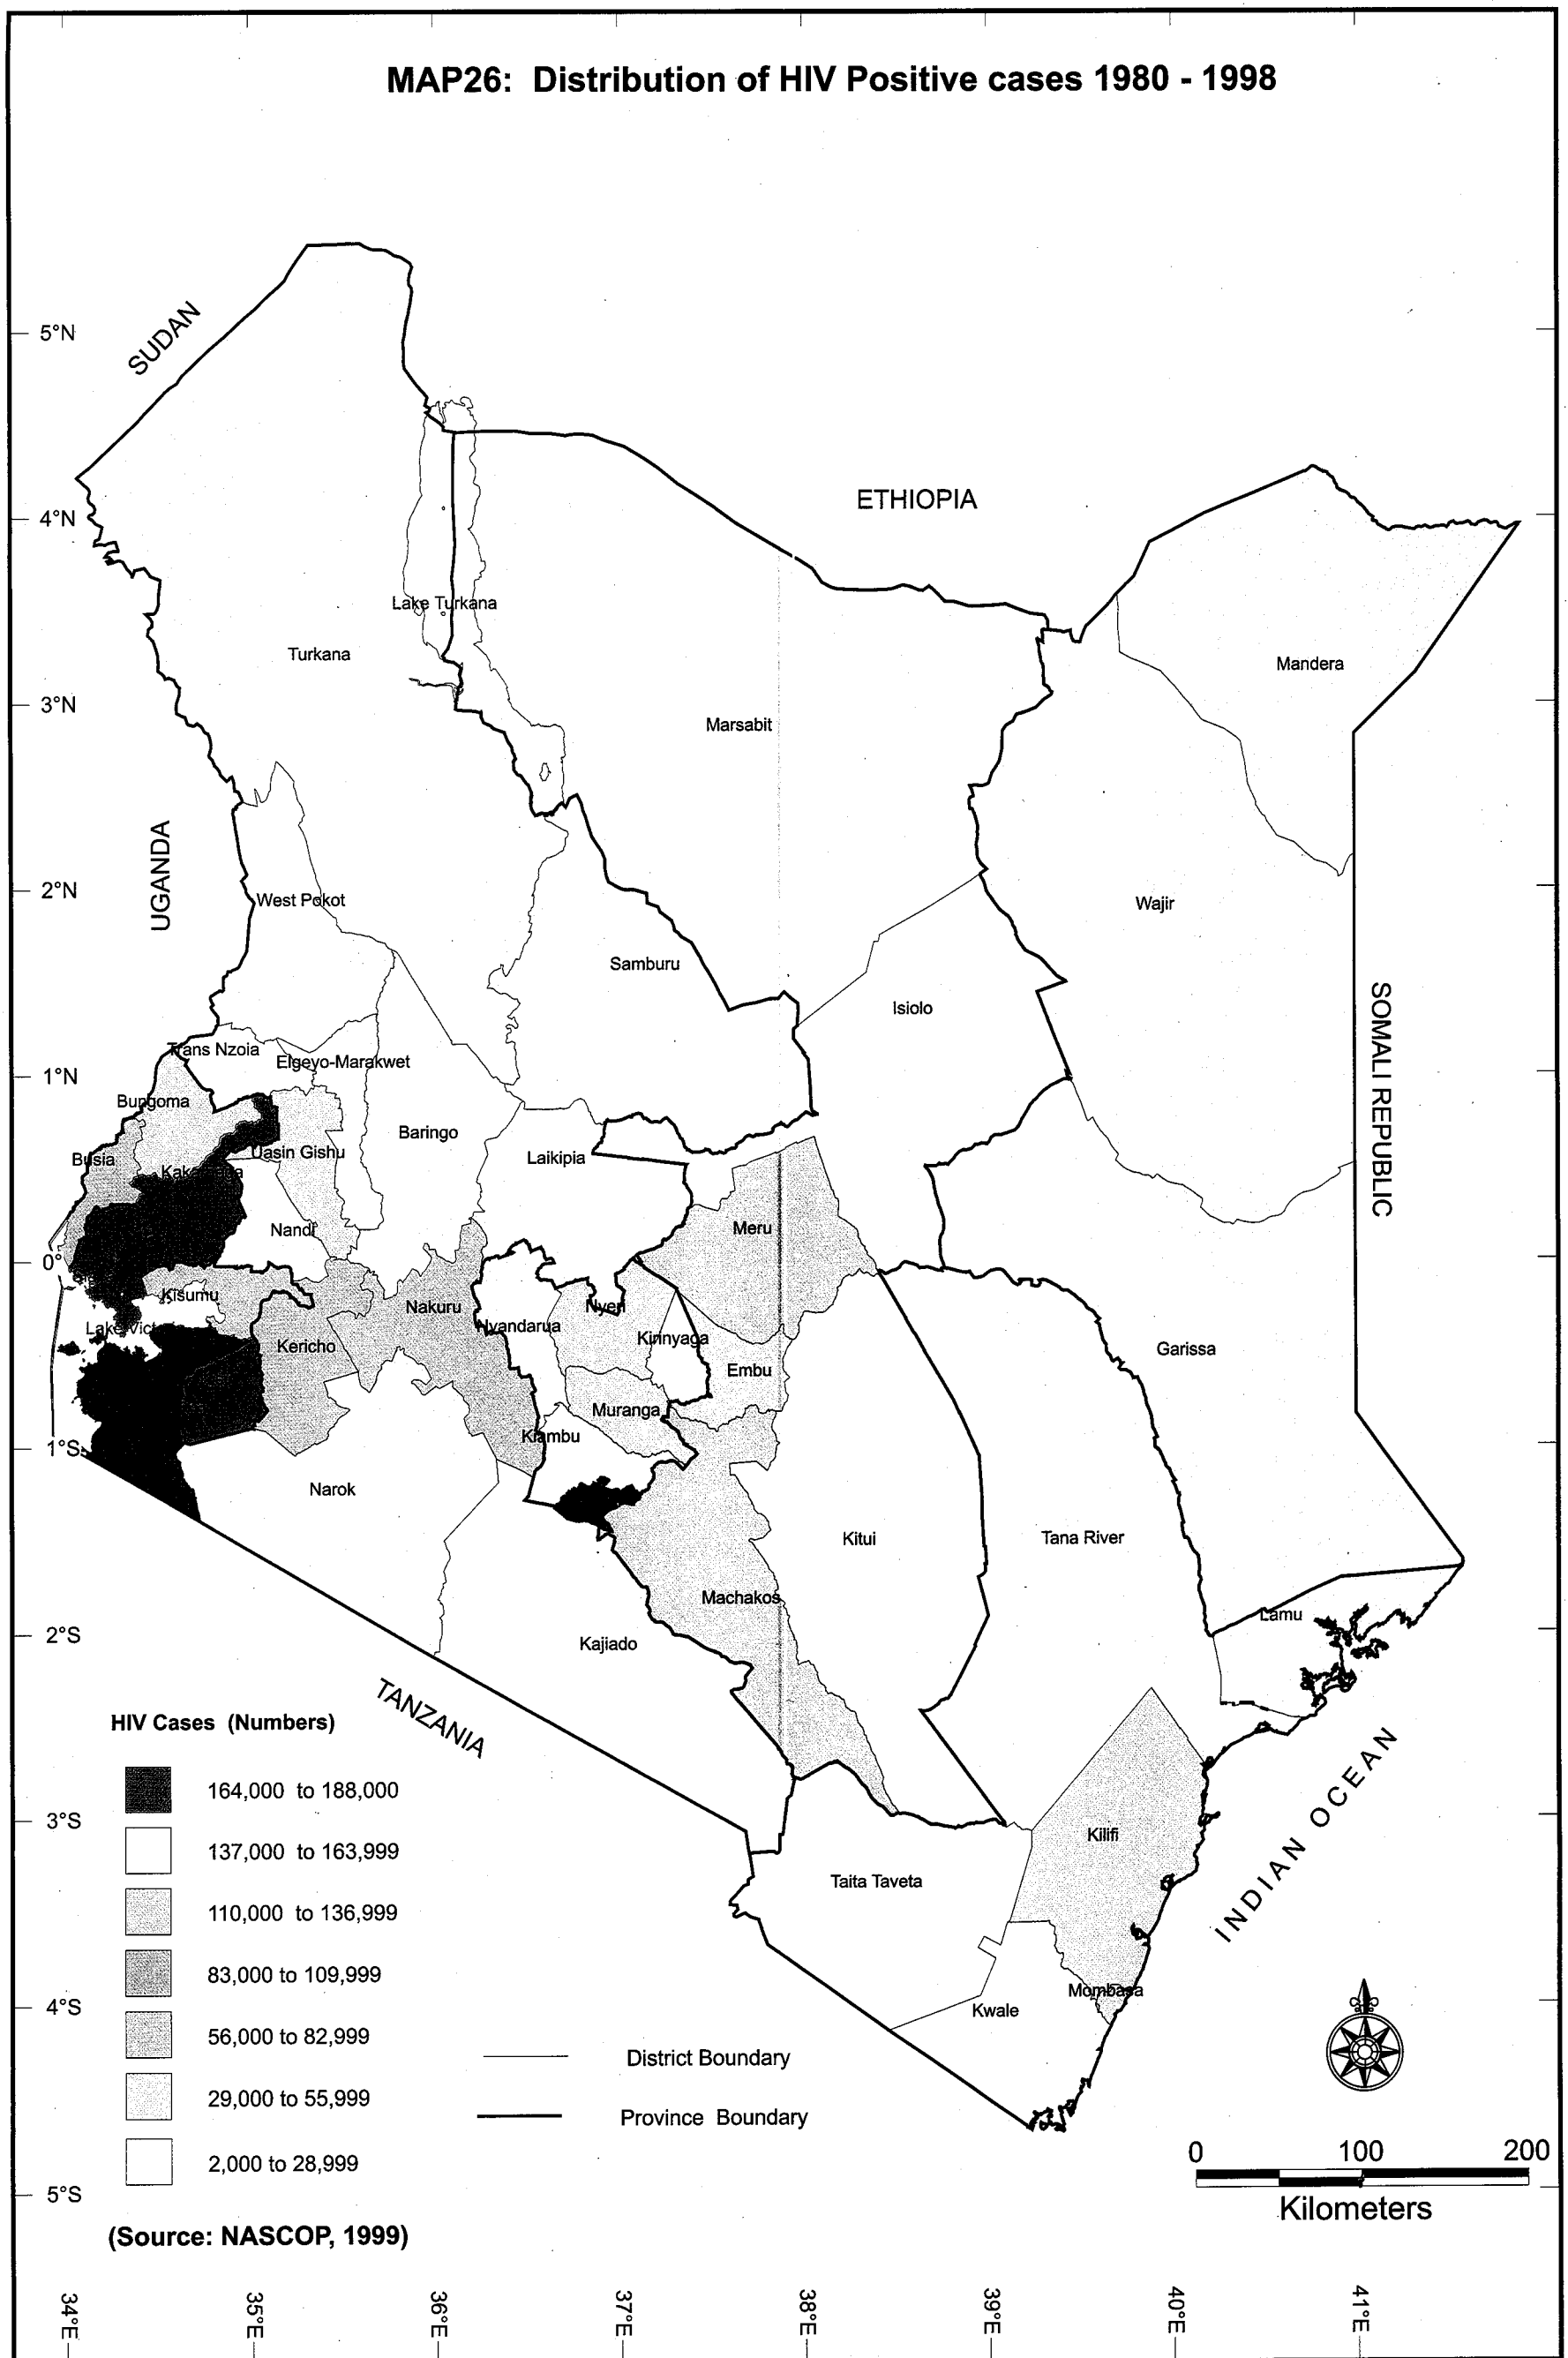 MAP26: Distribution of HIV Positive cases 1980 - 1998
SUDAN
5°N
ETHIOPIA
4°N
Lake Turkana
Turkana
Mandera
3°N
Marsabit
UGANDA
2°N
West Pokot
Wajir
Samburu
Isiolo
SOMALI REPUBLIC
Trans Nzoia
Elgeyo-Marakwet
1°N
Bungoma
Baringo
Uasin Gishu
Laikipia
Busia
Nandi
Meru
0°
Kisumu
Nakuru
Nyeri
Nyandarua
Kirinyaga
Kericho
Garissa
Embu
Muranga
Kiambu
1°S
Narok
Kitui
Tana River
Machakos
Lamu
2°S
Kajiado
TANZANIA
INDIAN OCEAN
HIV Cases (Numbers)
164,000 to 188,000
137,000 to 163,999
110,000 to 136,999
83,000 to 109,999
56,000 to 82,999
29,000 to 55,999
2,000 to 28,999
3°S
Kilifi
Taita Taveta
Mombasa
4°S
Kwale
District Boundary
Province Boundary
0 100 200
Kilometers
5°S
(Source: NASCOP, 1999)
34°E
35°E
36°E
37°E
38°E
39°E
40°E
41°E